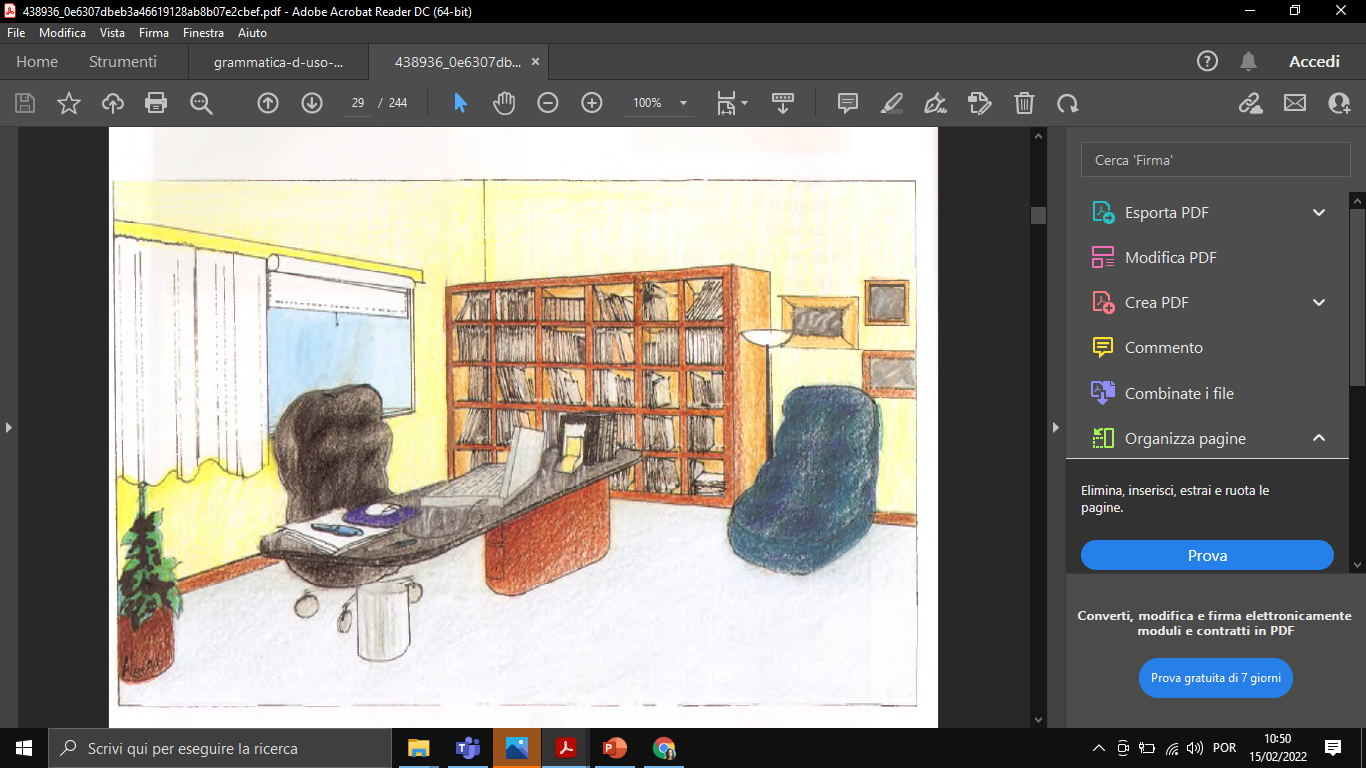 438936_0e6307dbeb3a46619128ab8b07e2cbef.pdf - Adobe Acrobat Reader DC (64-bit)
File Modifica Vista Firma Finestra Aiuto
Home Strumenti grammatica-d-uso-... 438936_0e6307db... Accedi
29 / 244 100%
Cerca 'Firma'
Esporta PDF
Modifica PDF
Crea PDF
Commento
Combinate i file
Organizza pagine
Elimina, inserisci, estrai e ruota le
pagine.
Prova
Converti, modifica e firma elettronicamente
moduli e contratti in PDF
Prova gratuita di 7 giorni
Scrivi qui per eseguire la ricerca
POR
10:50
15/02/2022